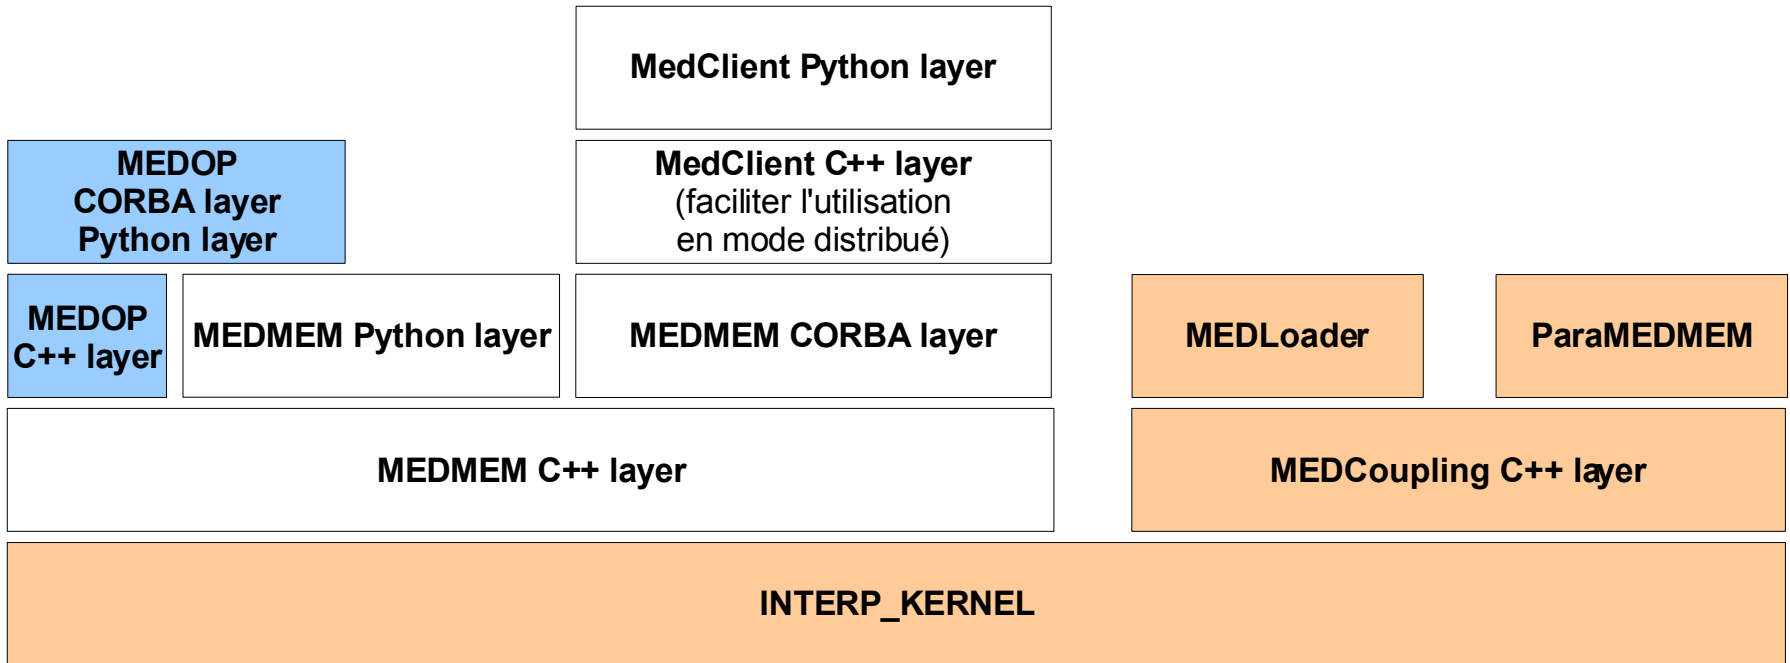 MedClient Python layer
MEDOP
CORBA layer
Python layer
MedClient C++ layer
(faciliter l'utilisation
en mode distribué)
MEDOP
C++ layer
MEDMEM Python layer
MEDMEM CORBA layer
MEDLoader
ParaMEDMEM
MEDMEM C++ layer
MEDCoupling C++ layer
INTERP_KERNEL